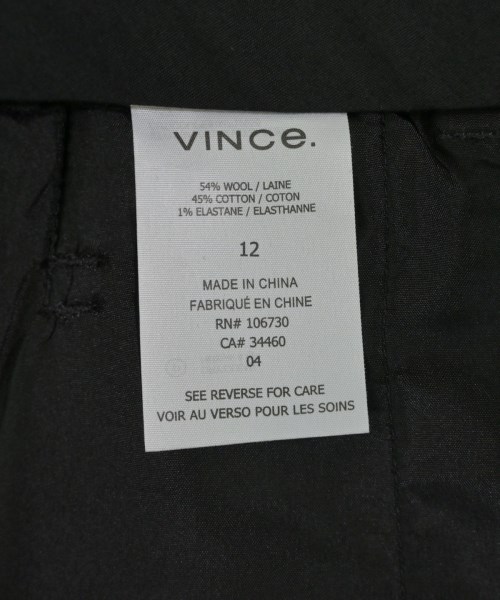 VINCe.
54% WOOL / LAINE
45% COTTON / COTON
1% ELASTANE / ELASTHANNE
12
MADE IN CHINA
FABRIQUÉ EN CHINE
RN# 106730
CA# 34460
04
SEE REVERSE FOR CARE
VOIR AU VERSO POUR LES SOINS